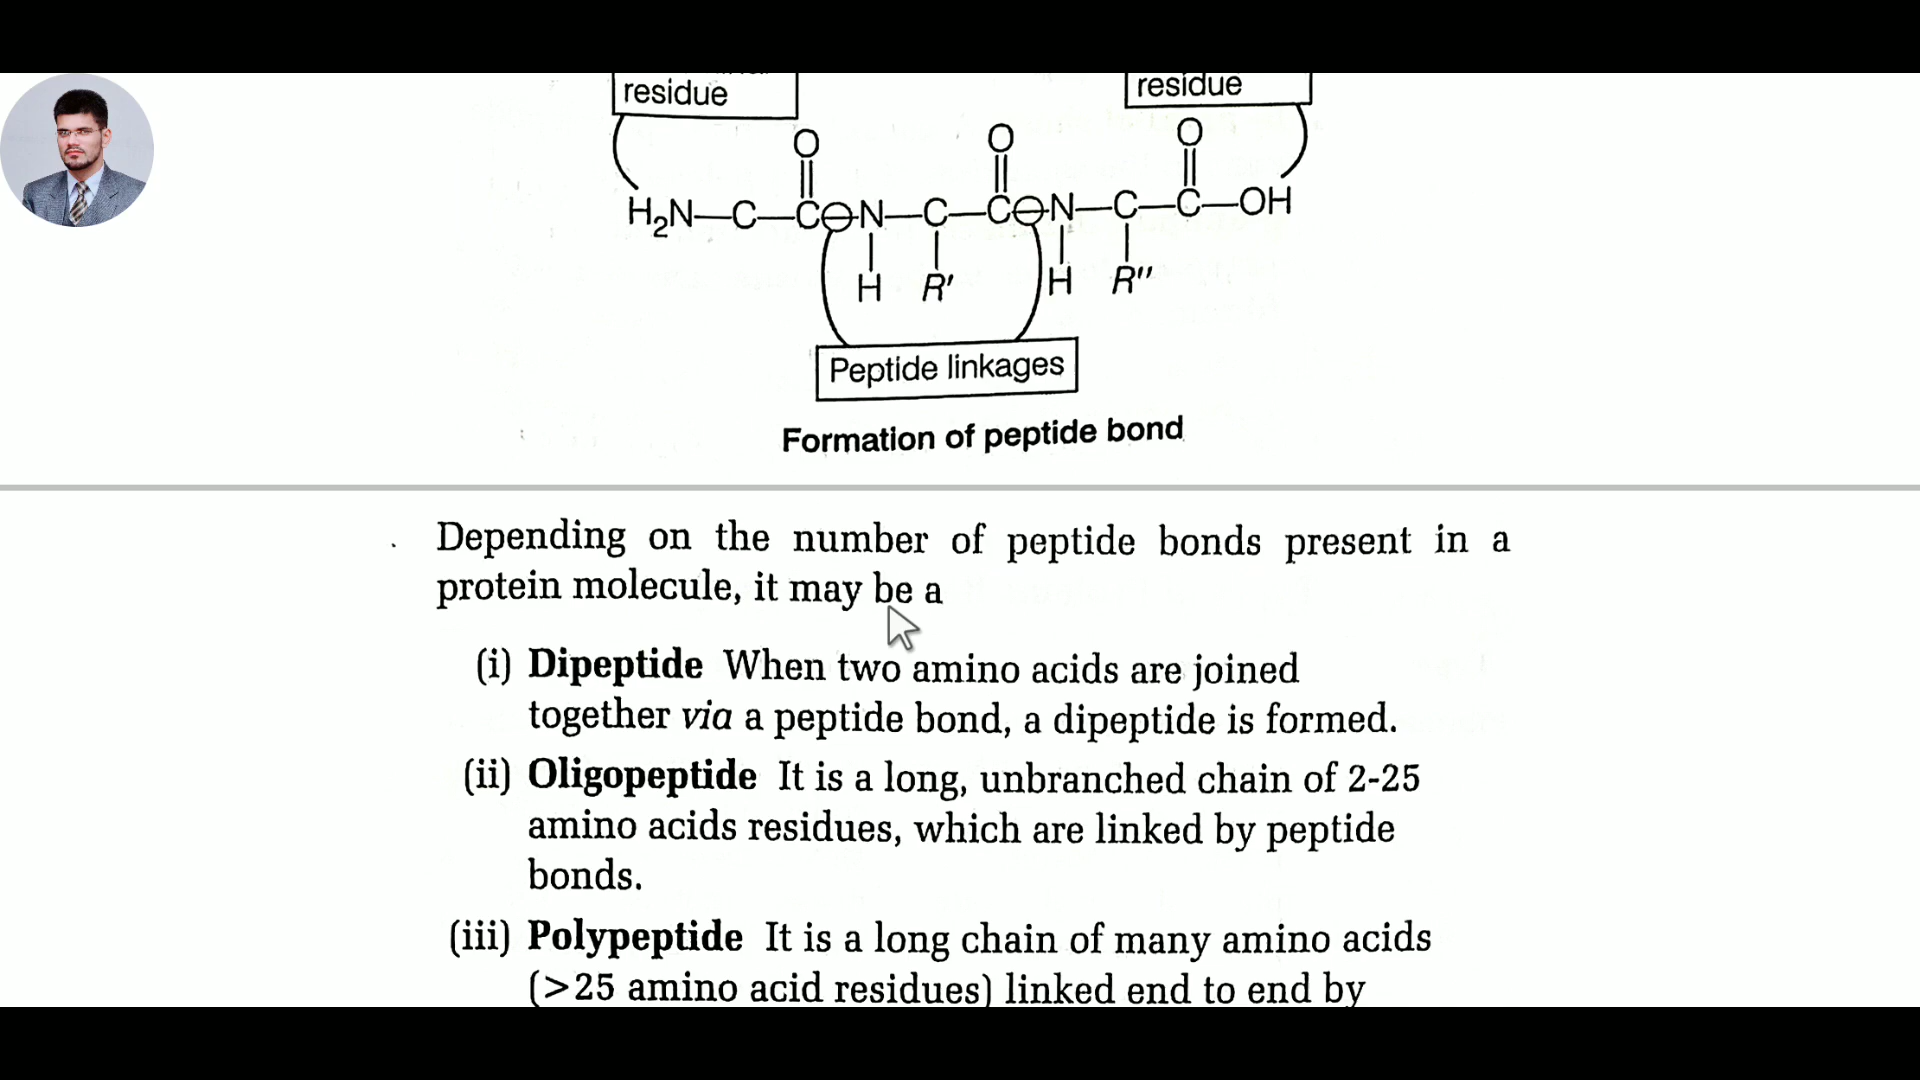 residue
residue
O O O
H₂N—C—C—N—C—C—N—C—C—OH
H R' H R''
Peptide linkages
Formation of peptide bond
Depending on the number of peptide bonds present in a
protein molecule, it may be a
(i) Dipeptide When two amino acids are joined
together via a peptide bond, a dipeptide is formed.
(ii) Oligopeptide It is a long, unbranched chain of 2-25
amino acids residues, which are linked by peptide
bonds.
(iii) Polypeptide It is a long chain of many amino acids
(>25 amino acid residues) linked end to end by